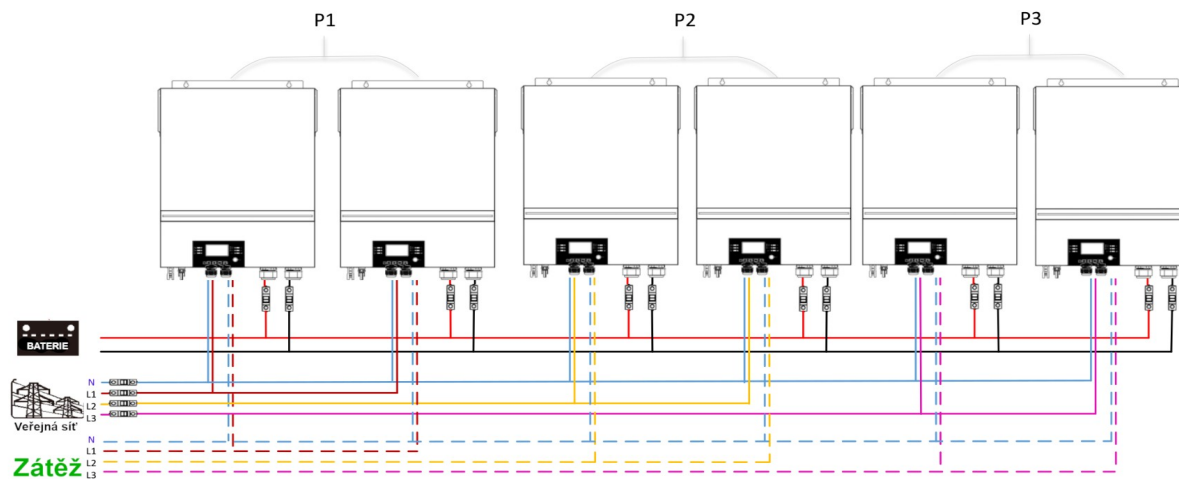 P1
P2
P3
BATERIE
N
L1
L2
L3
Veřejná síť
N
L1
L2
L3
Zátěž